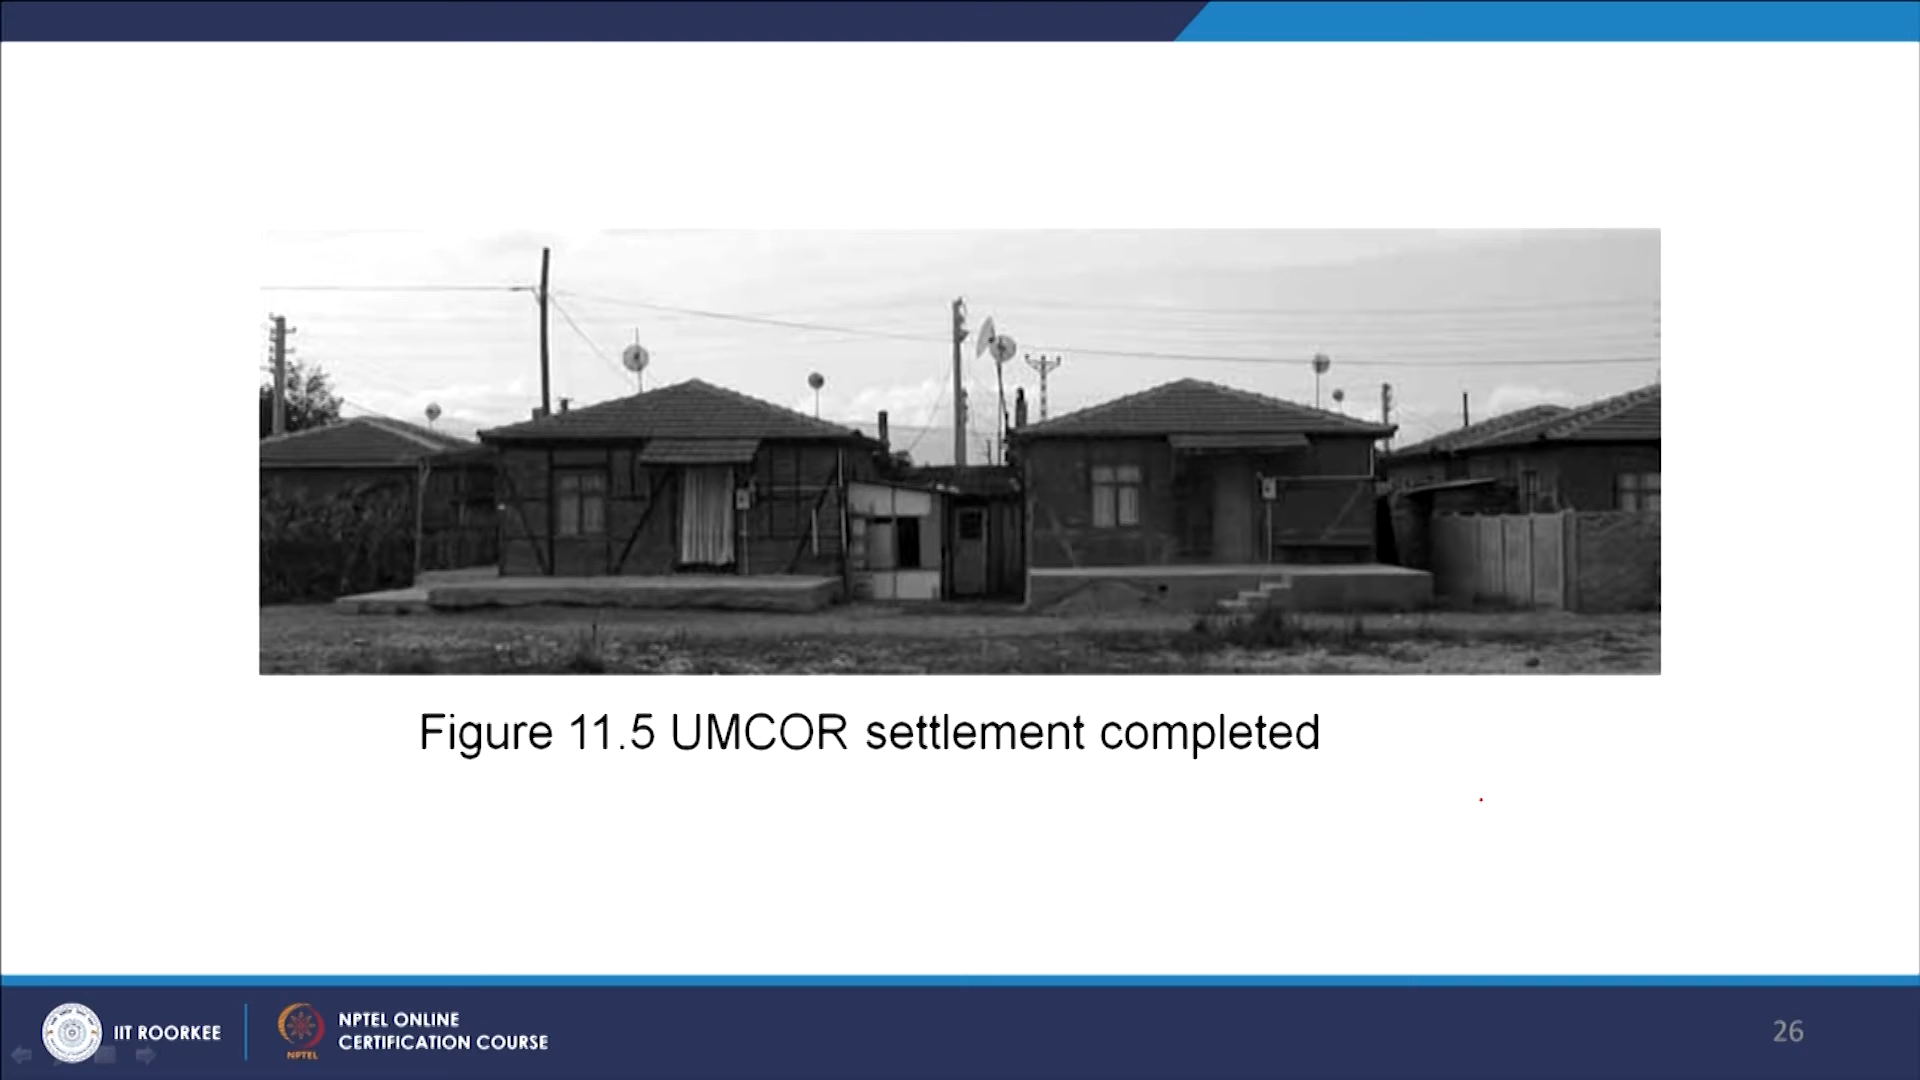 Figure 11.5 UMCOR settlement completed
IIT ROORKEE
NPTEL
NPTEL ONLINE
CERTIFICATION COURSE
26